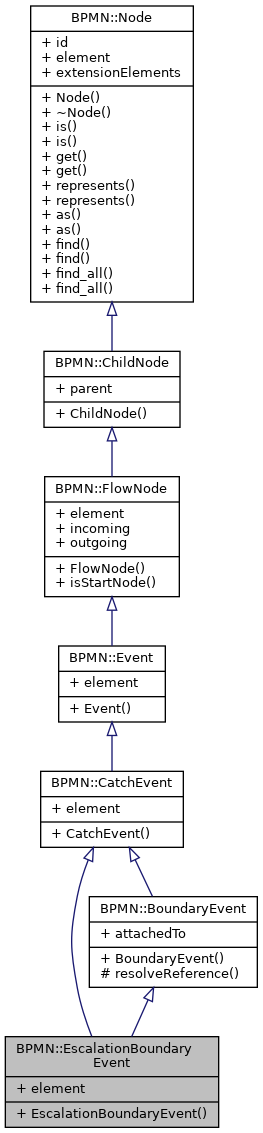 BPMN::Node
+ id
+ element
+ extensionElements
+ Node()
+ ~Node()
+ is()
+ is()
+ get()
+ get()
+ represents()
+ represents()
+ as()
+ as()
+ find()
+ find()
+ find_all()
+ find_all()
BPMN::ChildNode
+ parent
+ ChildNode()
BPMN::FlowNode
+ element
+ incoming
+ outgoing
+ FlowNode()
+ isStartNode()
BPMN::Event
+ element
+ Event()
BPMN::CatchEvent
+ element
+ CatchEvent()
BPMN::BoundaryEvent
+ attachedTo
+ BoundaryEvent()
# resolveReference()
BPMN::EscalationBoundary
Event
+ element
+ EscalationBoundaryEvent()